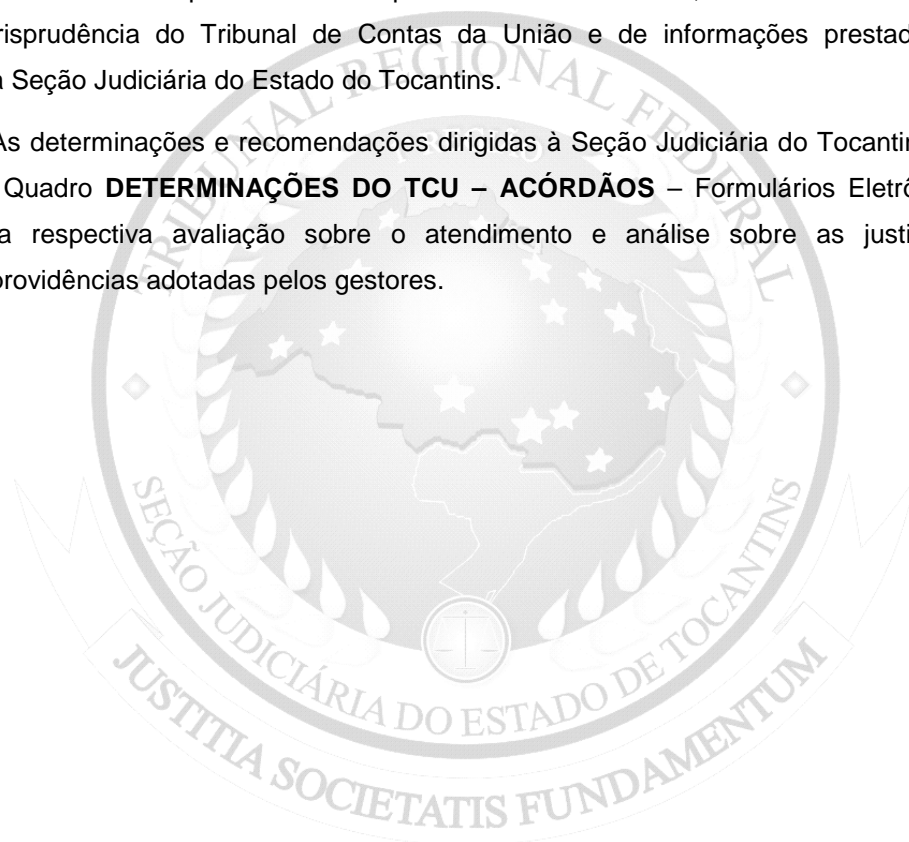 risprudência do Tribunal de Contas da União e de informações prestad
a Seção Judiciária do Estado do Tocantins.
As determinações e recomendações dirigidas à Seção Judiciária do Tocantin
Quadro DETERMINAÇÕES DO TCU – ACÓRDÃOS – Formulários Eletrô
a respectiva avaliação sobre o atendimento e análise sobre as justi
providências adotadas pelos gestores.
TRIBUNAL REGIONAL FEDERAL
SEÇÃO JUDICIÁRIA DO ESTADO DE TOCANTINS
JUSTITIA SOCIETATIS FUNDAMENTUM